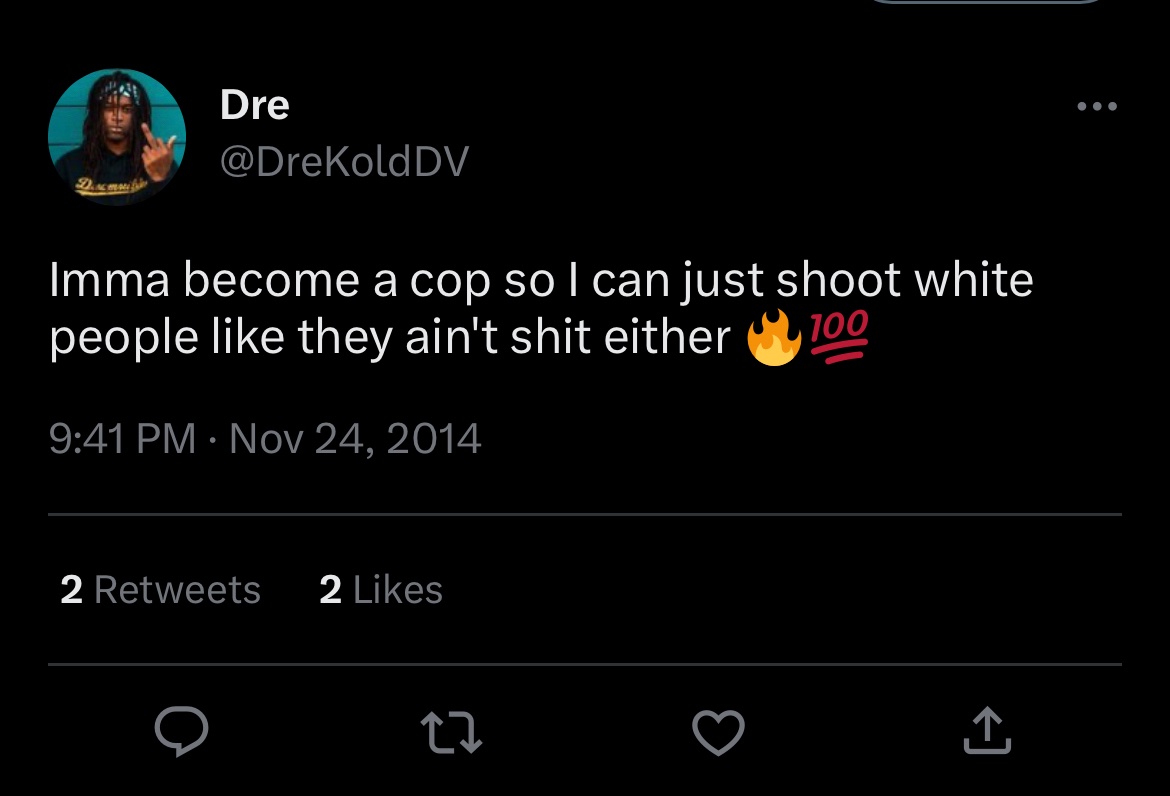 Dre
@DreKoldDV
Imma become a cop so I can just shoot white
people like they ain't shit either 🔥💯
9:41 PM · Nov 24, 2014
2 Retweets 2 Likes